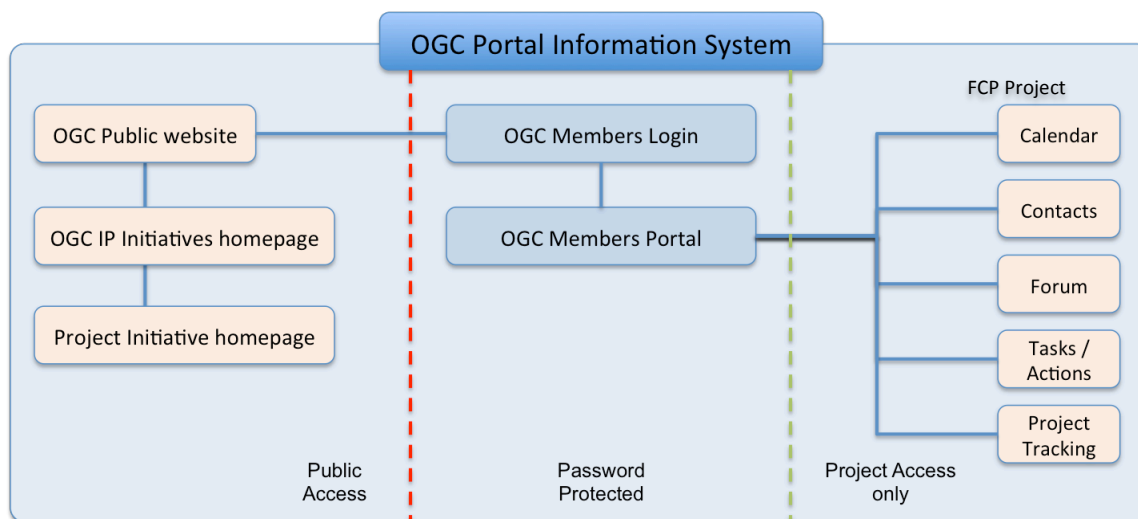 OGC Portal Information System
FCP Project
OGC Public website
OGC Members Login
Calendar
OGC IP Initiatives homepage
OGC Members Portal
Contacts
Forum
Project Initiative homepage
Tasks /
Actions
Project
Tracking
Public
Access
Password
Protected
Project Access
only